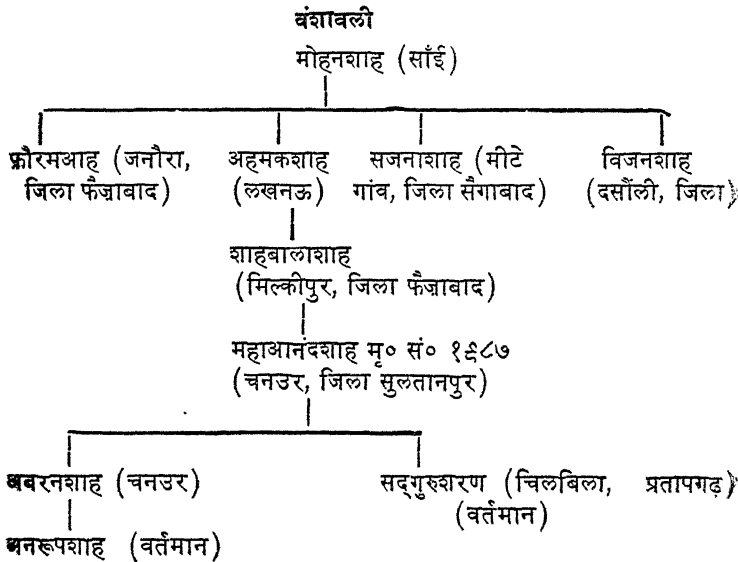 वंशावली
मोहनशाह (साँई)
फ़ौरमआह (जनौरा, अहमकशाह सजनाशाह (मीटे विजनशाह
जिला फैज़ाबाद) (लखनऊ) गांव, जिला सैगाबाद) (दसौंली, जिला)
शाहबालाशाह
(मिल्कीपुर, जिला फैज़ाबाद)
महाआनंदशाह मृ० सं० १९८७
(चनउर, जिला सुलतानपुर)
अवरनशाह (चनउर) सद्गुरुशरण (चिलबिला, प्रतापगढ़)
(वर्तमान)
अनरूपशाह (वर्तमान)